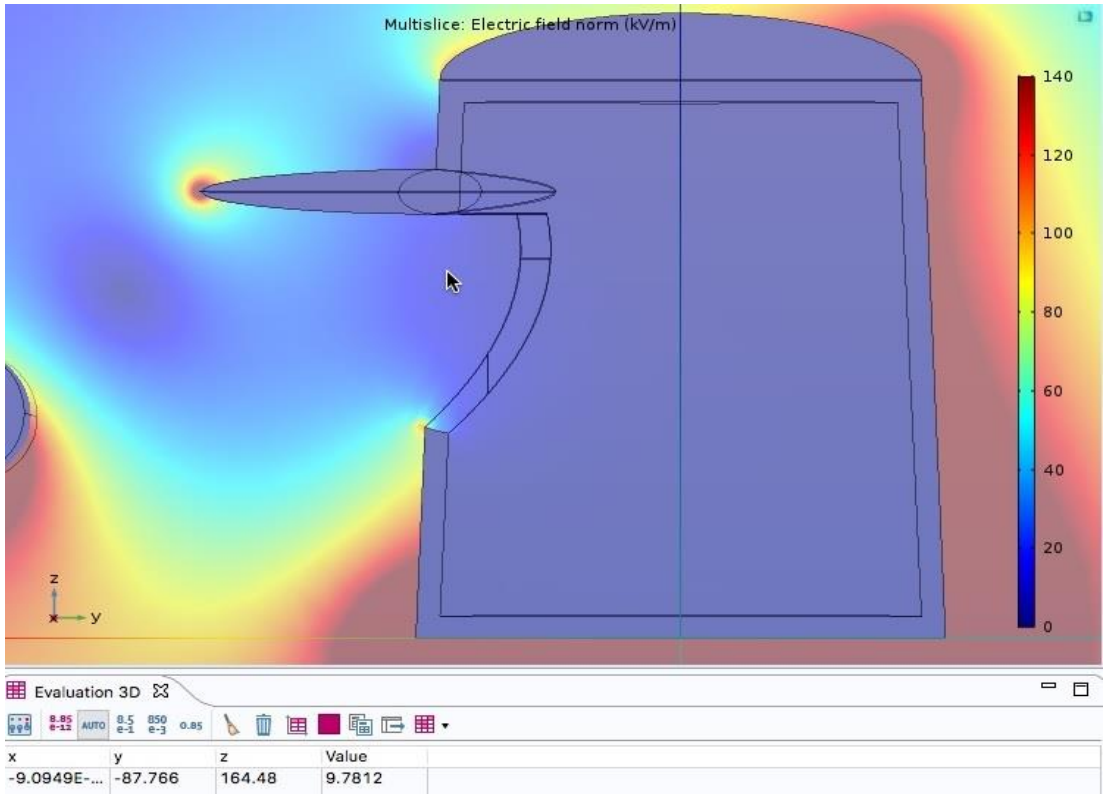 Multislice: Electric field norm (kV/m)
140
120
100
80
60
40
20
0
z
y
x
Evaluation 3D
8.85 e-12
AUTO
8.5 e-1
850 e-3
0.85
x y z Value
-9.0949E-... -87.766 164.48 9.7812